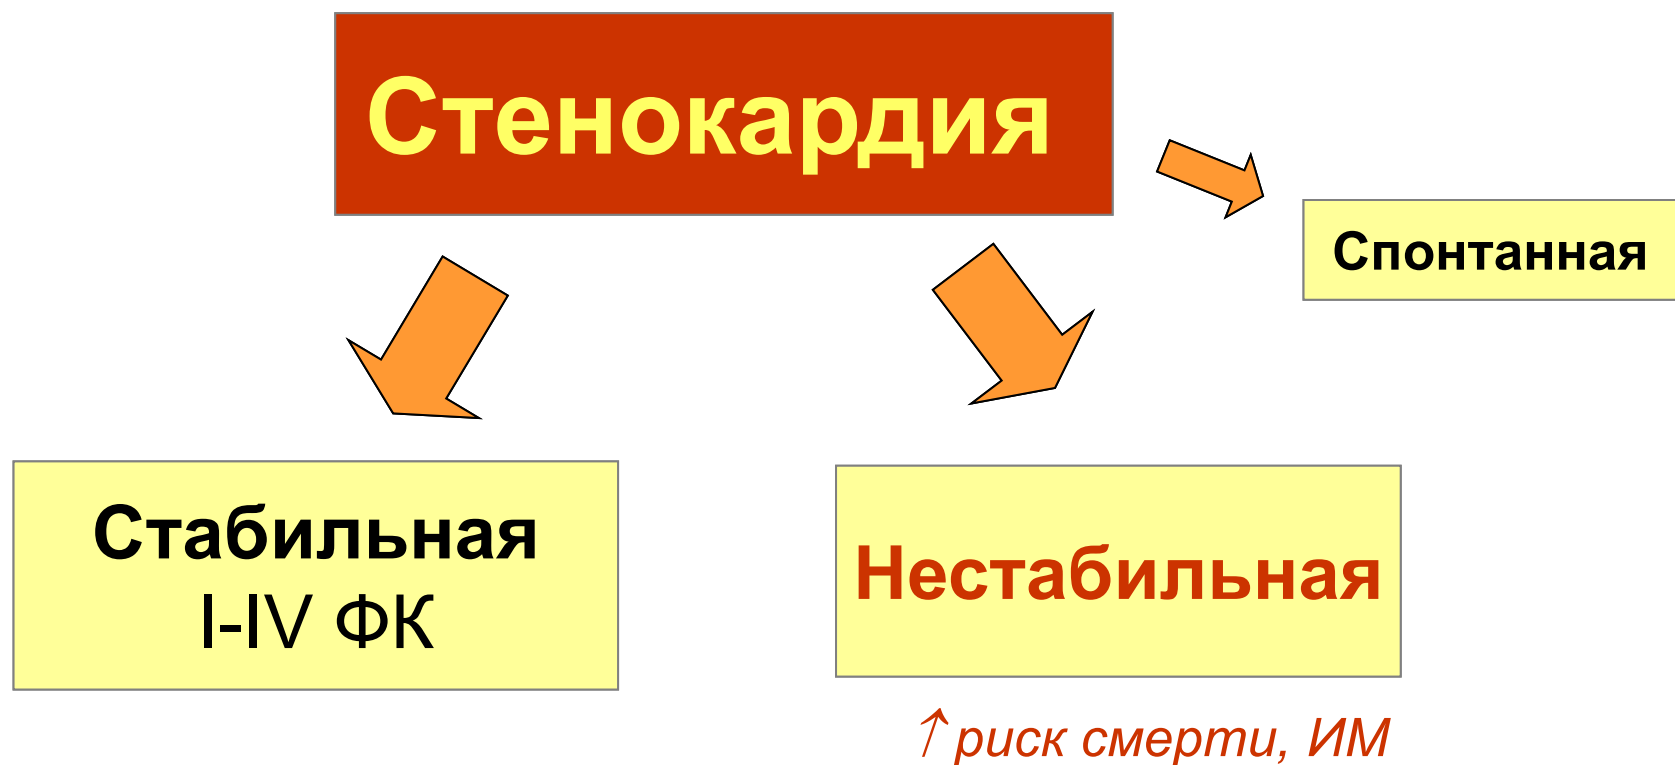 Стенокардия
Спонтанная
Стабильная
I-IV ФК
Нестабильная
↑ риск смерти, ИМ